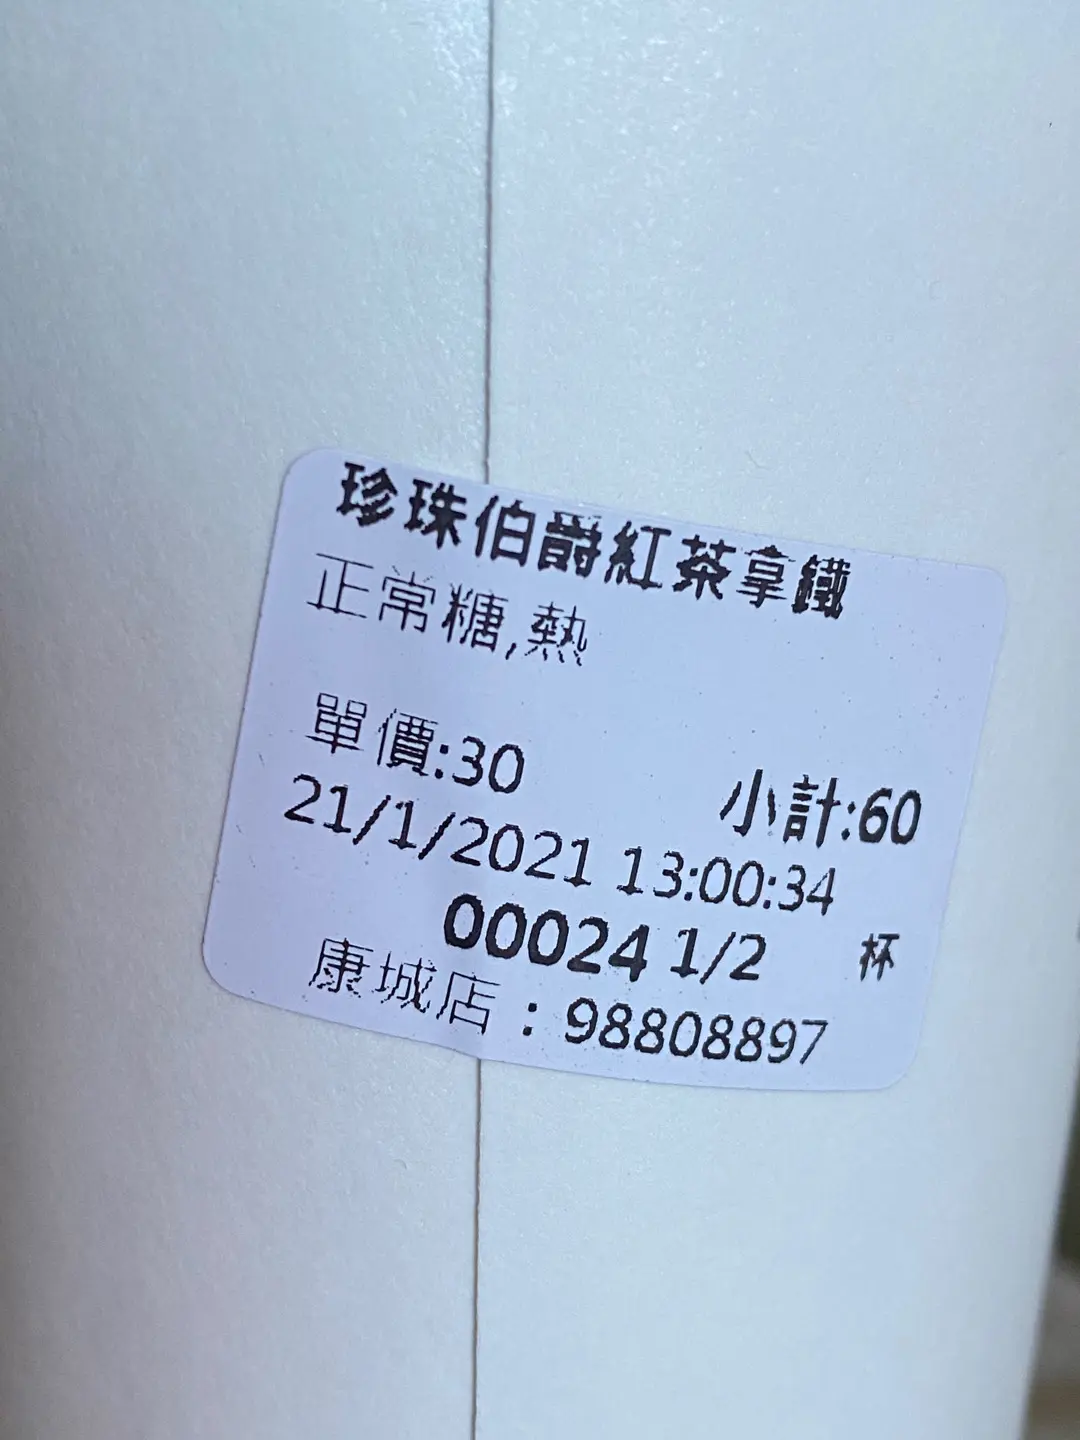 珍珠伯爵紅茶拿鐵
正常糖,熱
單價:30 小計:60
21/1/2021 13:00:34
00024 1/2 杯
康城店：98808897